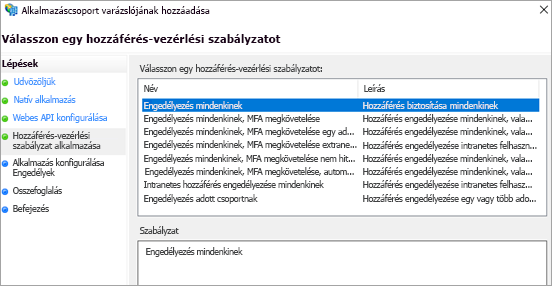 Alkalmazáscsoport varázslójának hozzáadása
Válasszon egy hozzáférés-vezérlési szabályzatot
Lépések
Üdvözöljük
Natív alkalmazás
Webes API konfigurálása
Hozzáférés-vezérlési
szabályzat alkalmazása
Alkalmazás konfigurálása
Engedélyek
Összefoglalás
Befejezés
Válasszon egy hozzáférés-vezérlési szabályzatot:
Név Leírás
Engedélyezés mindenkinek Hozzáférés biztosítása mindenkinek
Engedélyezés mindenkinek, MFA megkövetelése Hozzáférés engedélyezése mindenkinek, vala...
Engedélyezés mindenkinek, MFA megkövetelése egy ad... Hozzáférés engedélyezése mindenkinek, vala...
Engedélyezés mindenkinek, MFA megkövetelése extrane... Hozzáférés engedélyezése intranetes felhaszn...
Engedélyezés mindenkinek, MFA megkövetelése nem hit... Hozzáférés engedélyezése mindenkinek, vala...
Engedélyezés mindenkinek, MFA megkövetelése, autom... Hozzáférés engedélyezése mindenkinek, vala...
Intranetes hozzáférés engedélyezése mindenkinek Hozzáférés engedélyezése intranetes felhasz...
Engedélyezés adott csoportnak Hozzáférés engedélyezése egy vagy több ado...
Szabályzat
Engedélyezés mindenkinek